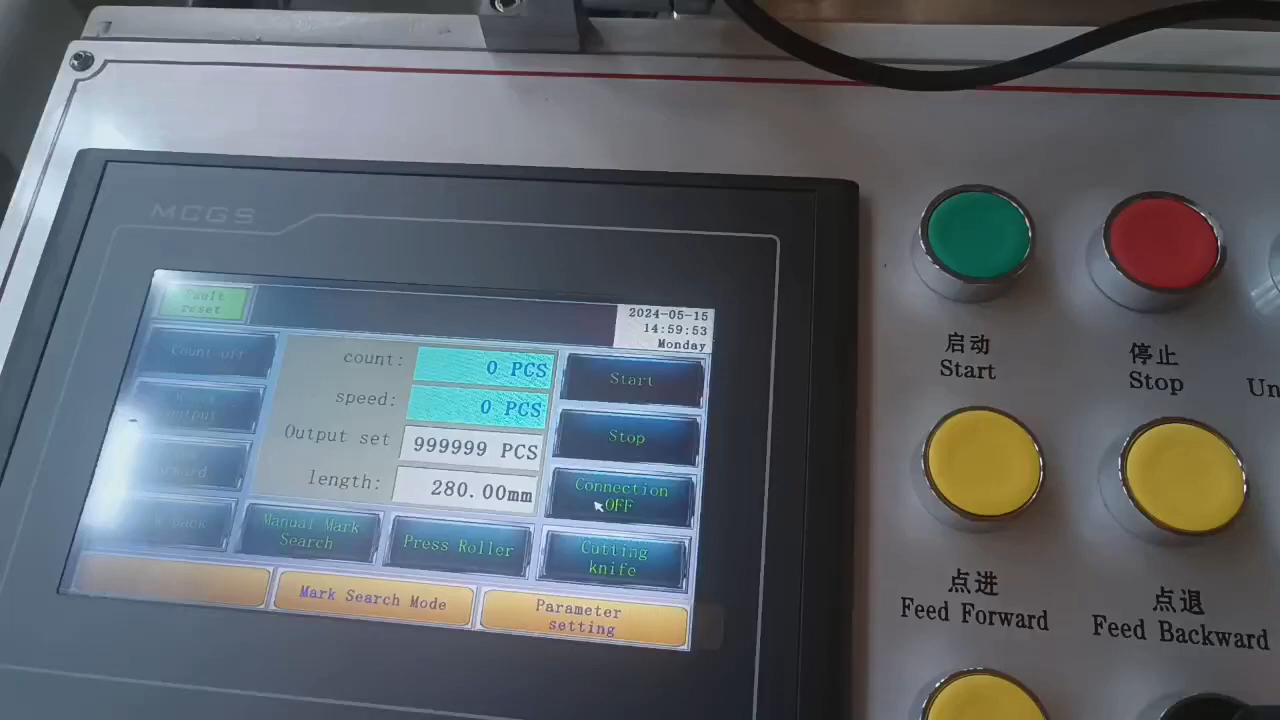 MCGS
Fault
reset
2024-05-15
14:59:53
Monday
Count off
count:
0 PCS
Start
speed:
0 PCS
output
Output set
999999 PCS
Stop
length:
280.00mm
Connection
OFF
Manual Mark
Search
Press Roller
Cutting
knife
Mark Search Mode
Parameter
setting
启动
Start
停止
Stop
点进
Feed Forward
点退
Feed Backward